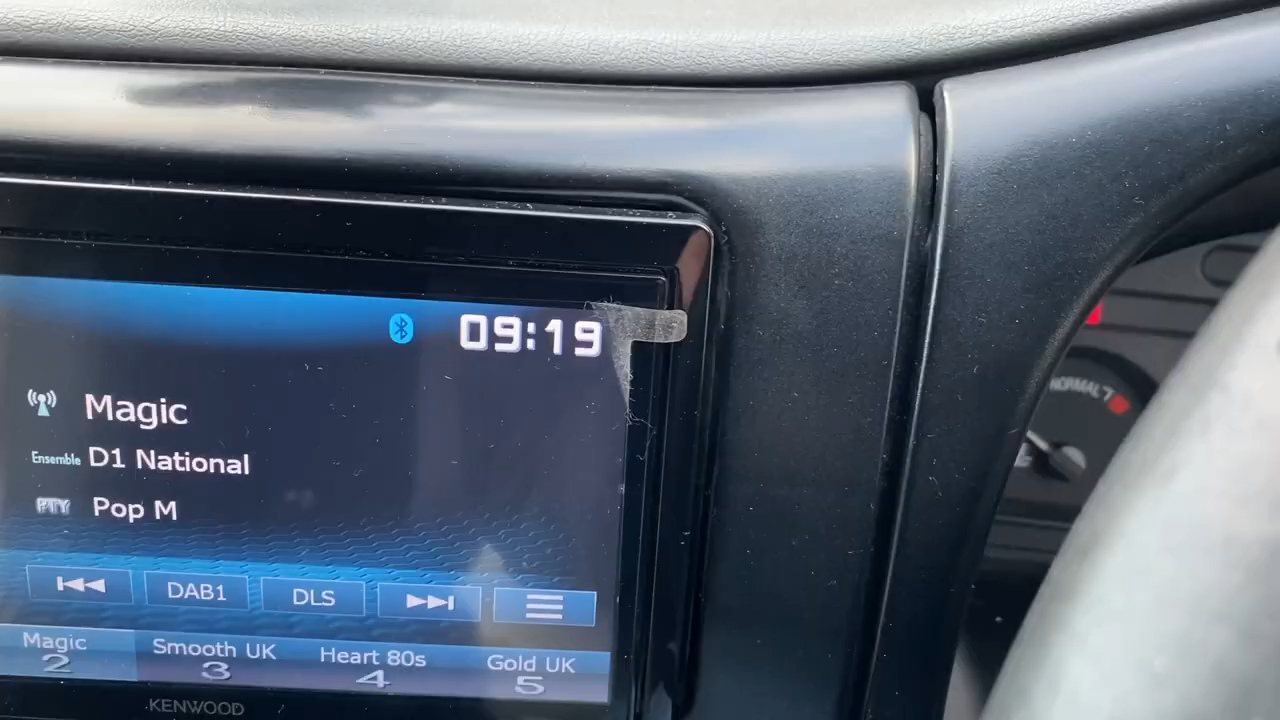 09:19
Magic
Ensemble D1 National
PTY Pop M
DAB1 DLS
Magic Smooth UK Heart 80s Gold UK
2 3 4 5
KENWOOD
NORMAL